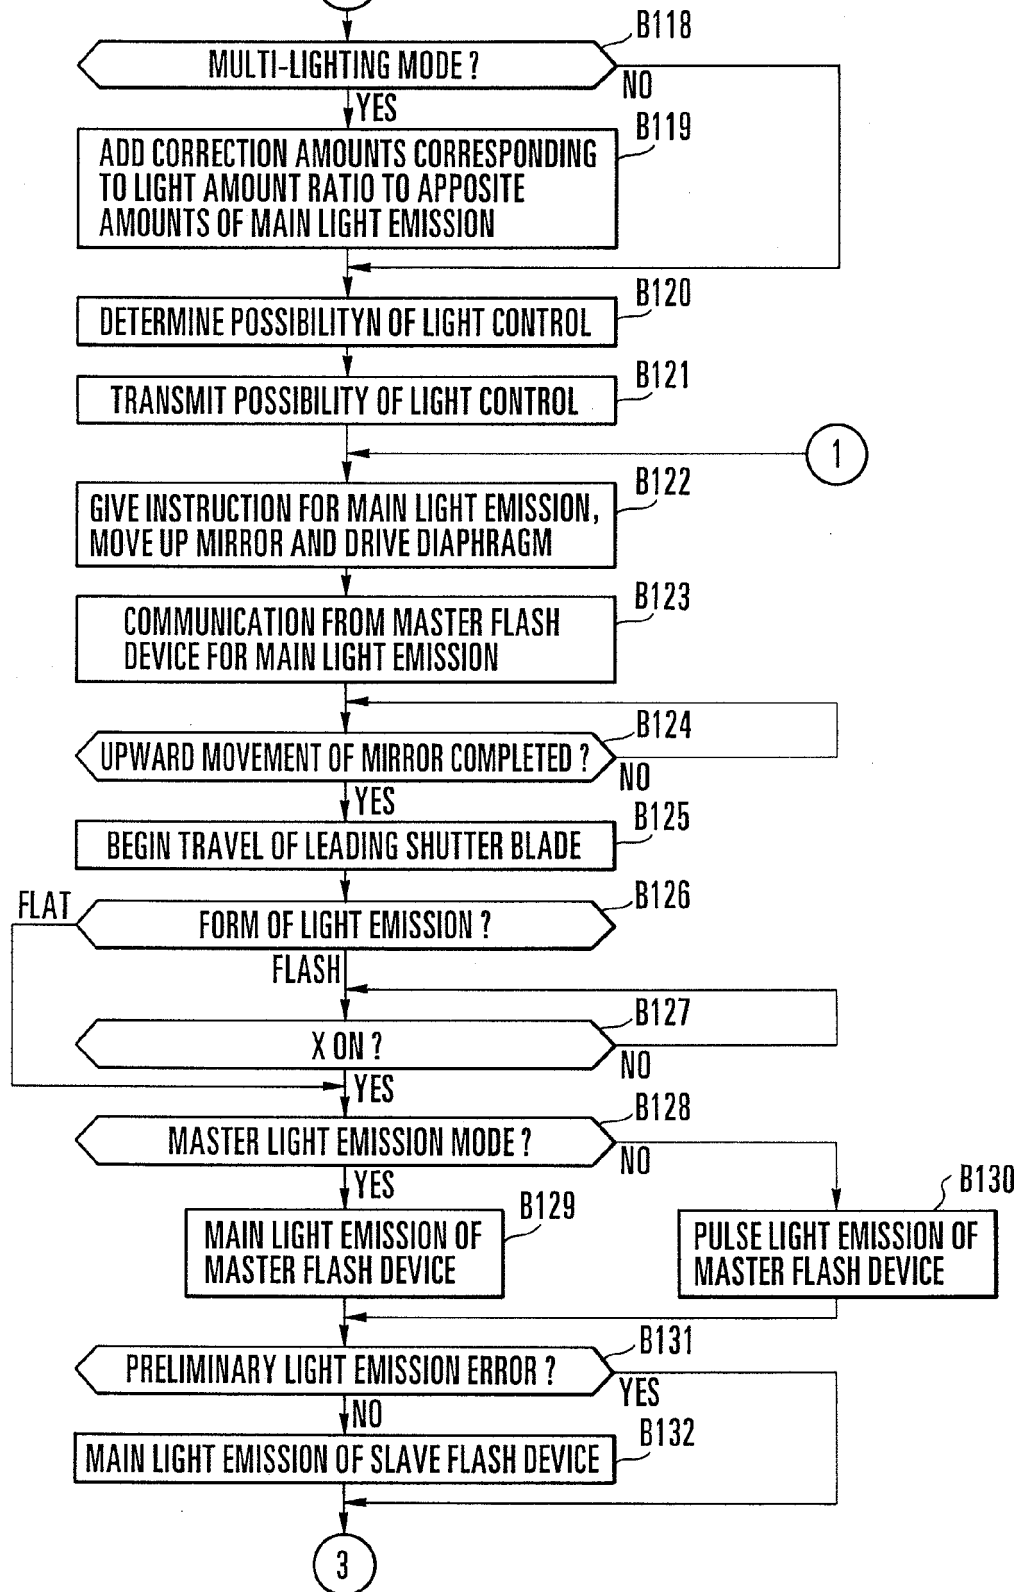 B118
MULTI-LIGHTING MODE ?
NO
YES
B119
ADD CORRECTION AMOUNTS CORRESPONDING
TO LIGHT AMOUNT RATIO TO APPOSITE
AMOUNTS OF MAIN LIGHT EMISSION
B120
DETERMINE POSSIBILITYN OF LIGHT CONTROL
B121
TRANSMIT POSSIBILITY OF LIGHT CONTROL
1
B122
GIVE INSTRUCTION FOR MAIN LIGHT EMISSION,
MOVE UP MIRROR AND DRIVE DIAPHRAGM
B123
COMMUNICATION FROM MASTER FLASH
DEVICE FOR MAIN LIGHT EMISSION
B124
UPWARD MOVEMENT OF MIRROR COMPLETED ?
NO
YES
B125
BEGIN TRAVEL OF LEADING SHUTTER BLADE
B126
FLAT
FORM OF LIGHT EMISSION ?
FLASH
B127
X ON ?
NO
YES
B128
MASTER LIGHT EMISSION MODE ?
NO
YES
B129
MAIN LIGHT EMISSION OF
MASTER FLASH DEVICE
B130
PULSE LIGHT EMISSION OF
MASTER FLASH DEVICE
B131
PRELIMINARY LIGHT EMISSION ERROR ?
YES
NO
B132
MAIN LIGHT EMISSION OF SLAVE FLASH DEVICE
3